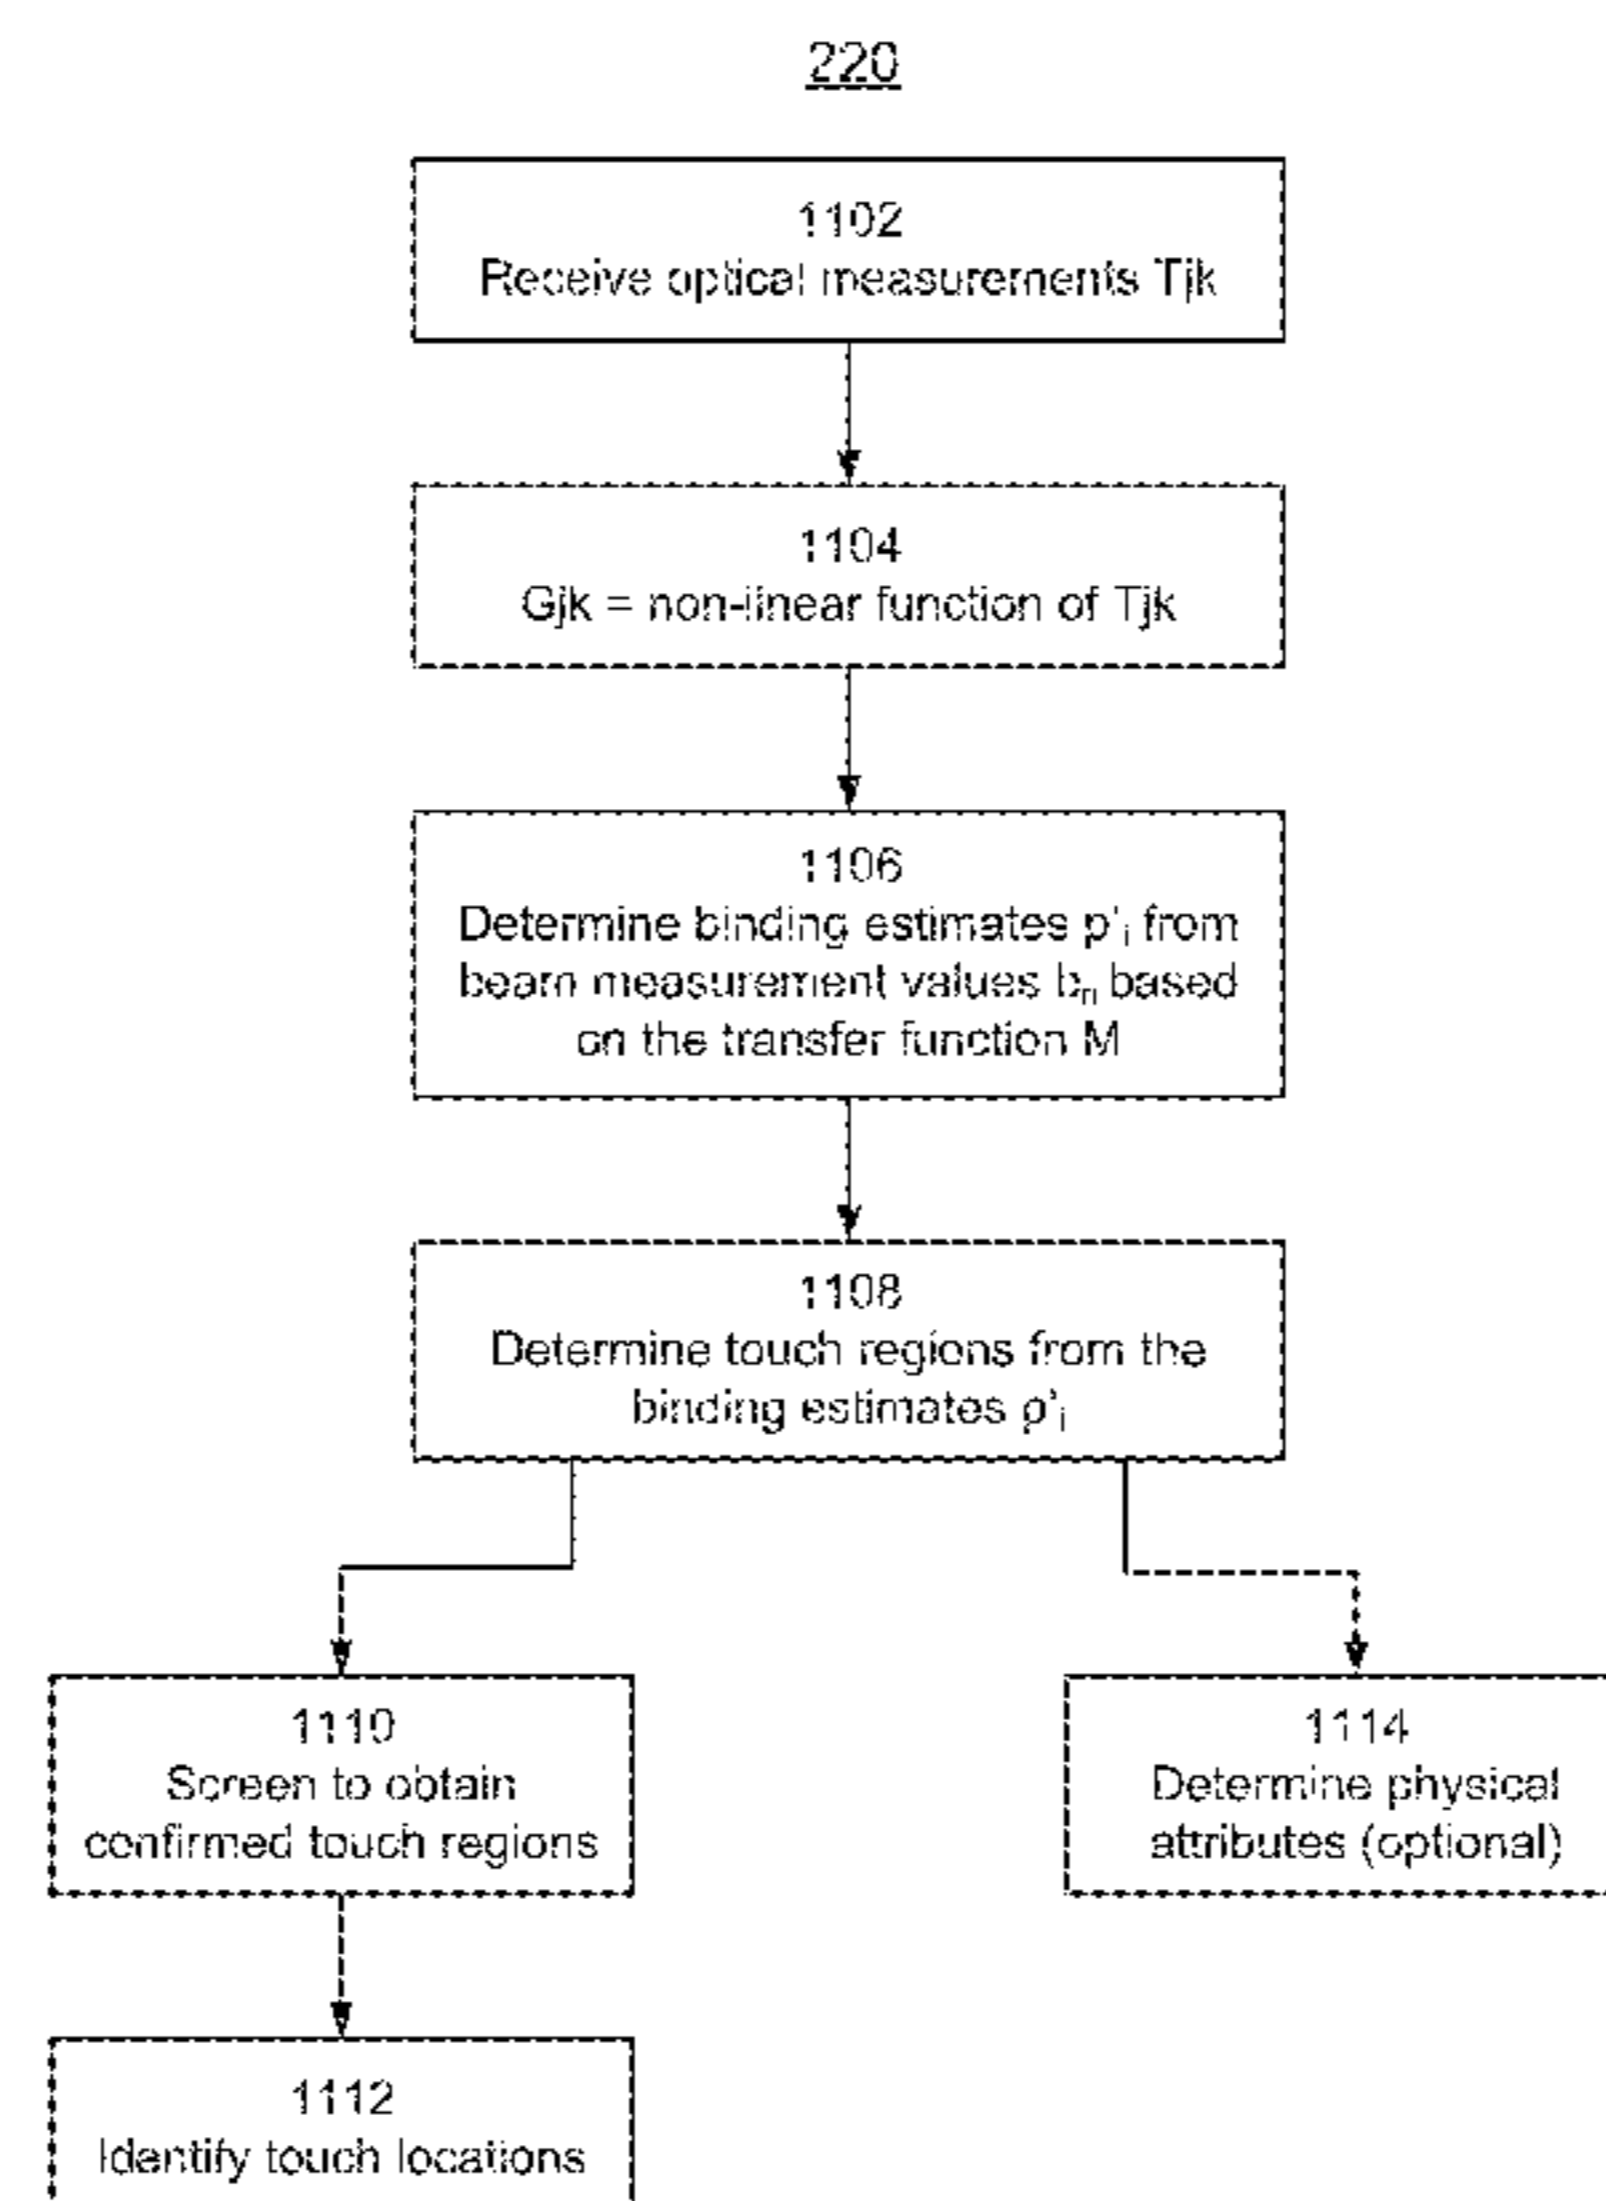 220
1102
Receive optical measurements Tjk
1104
Gjk = non-linear function of Tjk
1106
Determine binding estimates ρ'ᵢ from
beam measurement values bₙ based
on the transfer function M
1108
Determine touch regions from the
binding estimates ρ'ᵢ
1110
Screen to obtain
confirmed touch regions
1114
Determine physical
attributes (optional)
1112
Identify touch locations